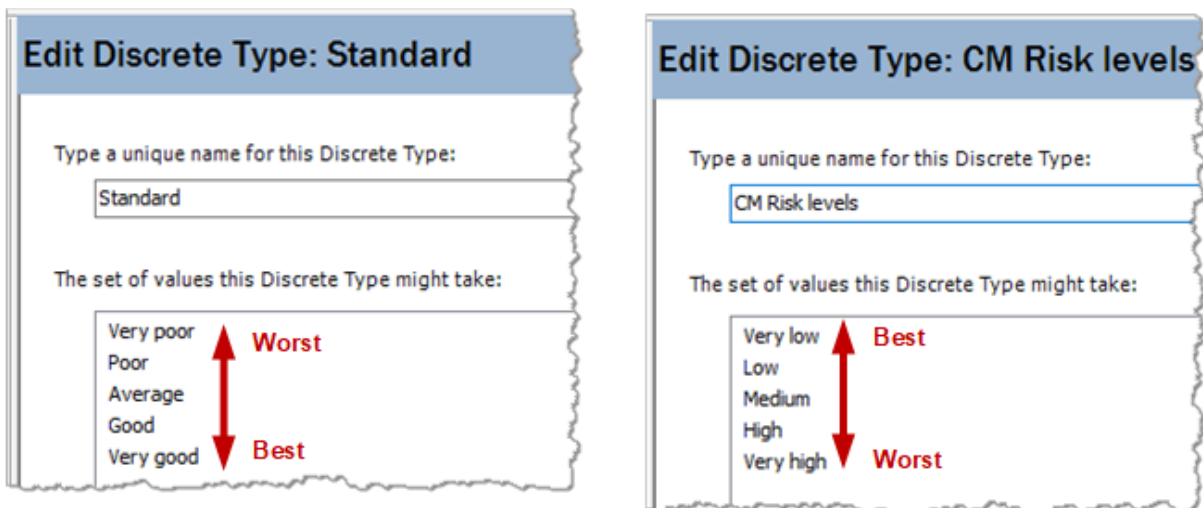 Edit Discrete Type: Standard
Type a unique name for this Discrete Type:
Standard
The set of values this Discrete Type might take:
Very poor
Worst
Poor
Average
Good
Very good
Best
Edit Discrete Type: CM Risk levels
Type a unique name for this Discrete Type:
CM Risk levels
The set of values this Discrete Type might take:
Very low
Best
Low
Medium
High
Very high
Worst